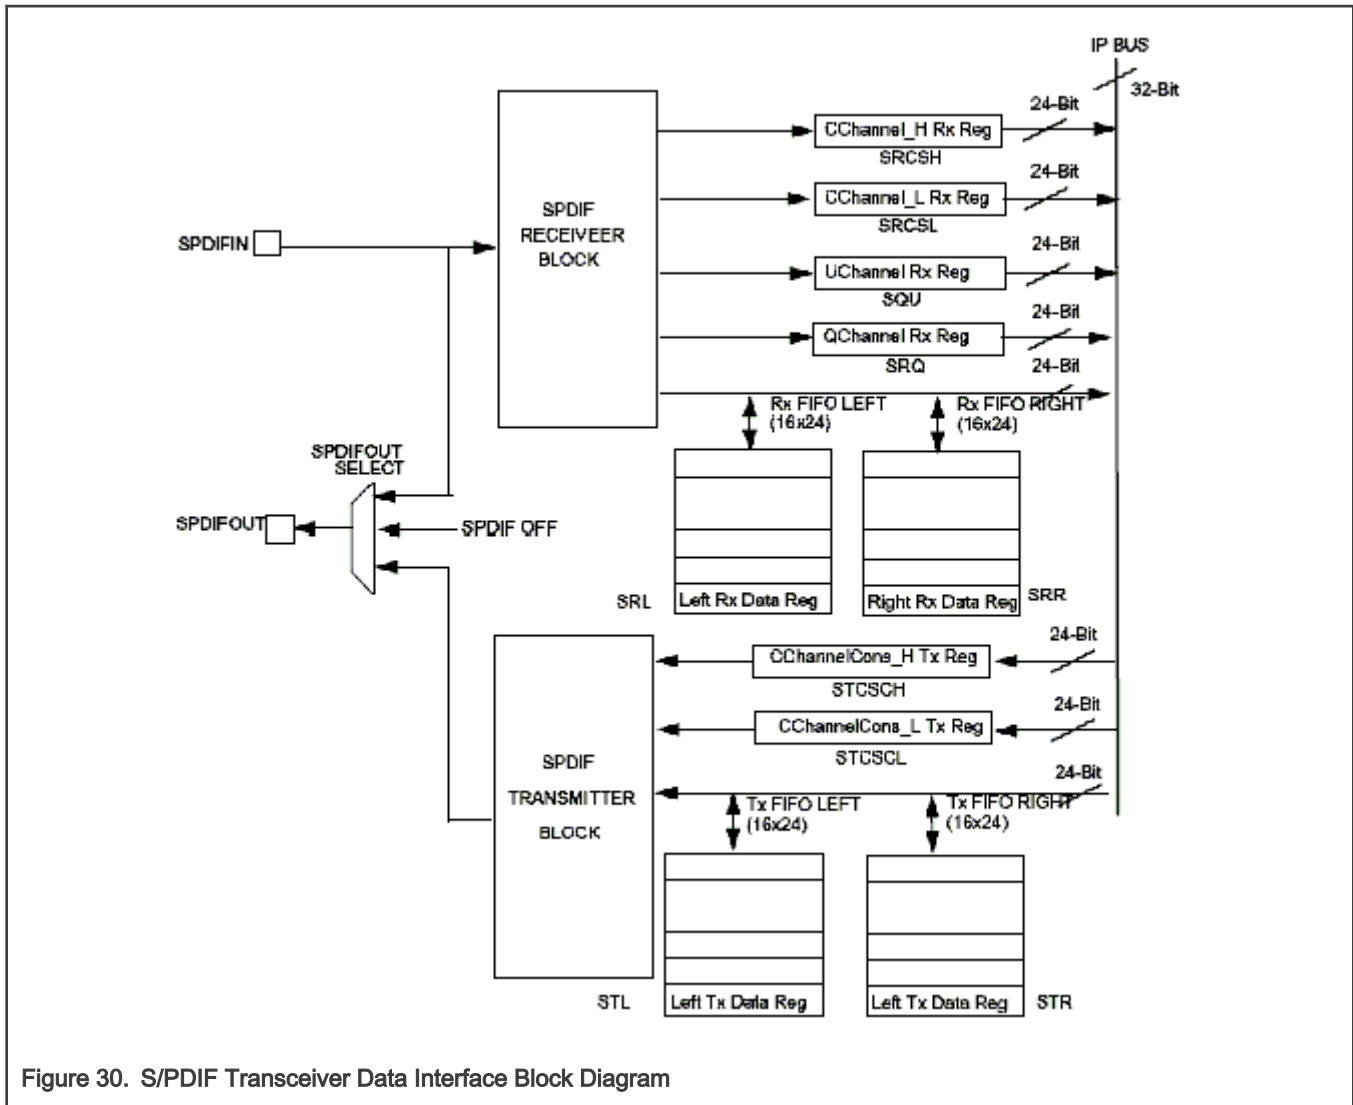 IP BUS
32-Bit
24-Bit
CChannel_H Rx Reg
SRCSH
24-Bit
CChannel_L Rx Reg
SRCSL
SPDIF
RECEIVEER
BLOCK
SPDIFIN
24-Bit
UChannel Rx Reg
SQU
24-Bit
QChannel Rx Reg
SRQ
24-Bit
Rx FIFO LEFT
(16x24)
Rx FIFO RIGHT
(16x24)
SPDIFOUT
SELECT
SPDIFOUT
SPDIF OFF
SRL
Left Rx Data Reg
Right Rx Data Reg
SRR
24-Bit
CChannelCons_H Tx Reg
STCSCH
24-Bit
CChannelCons_L Tx Reg
STCSCL
SPDIF
TRANSMITTER
BLOCK
24-Bit
Tx FIFO LEFT
(16x24)
Tx FIFO RIGHT
(16x24)
STL
Left Tx Data Reg
Left Tx Data Reg
STR
Figure 30. S/PDIF Transceiver Data Interface Block Diagram